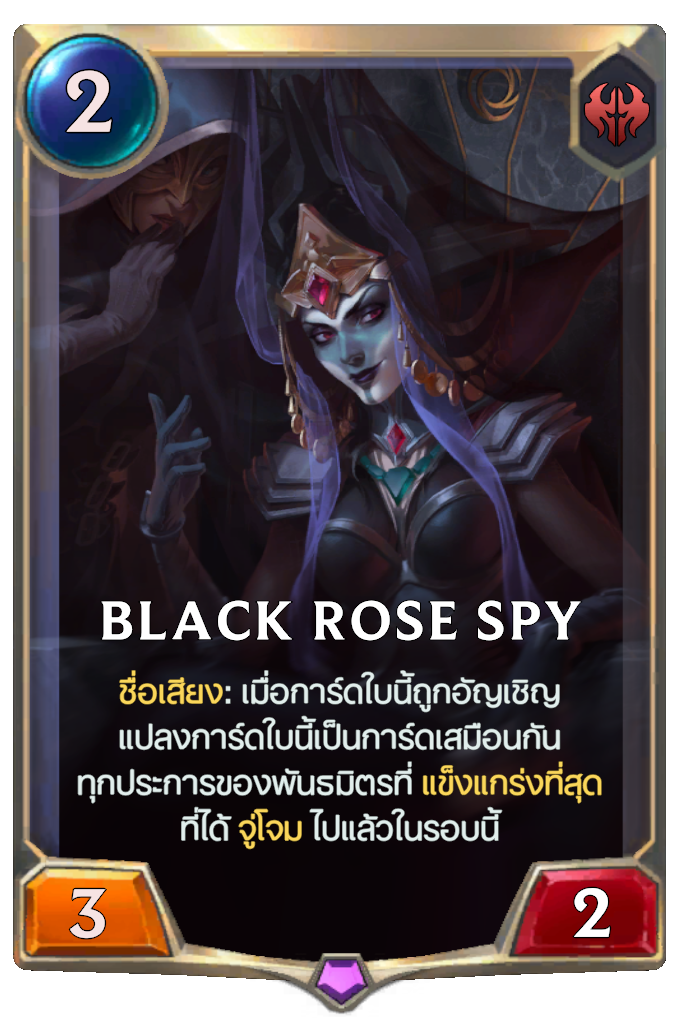 2
BLACK ROSE SPY
ชื่อเสียง: เมื่อการ์ดใบนี้ถูกอัญเชิญ
แปลงการ์ดใบนี้เป็นการ์ดเสมือนกัน
ทุกประการของพันธมิตรที่ แข็งแกร่งที่สุด
ที่ได้ จู่โจม ไปแล้วในรอบนี้
3
2